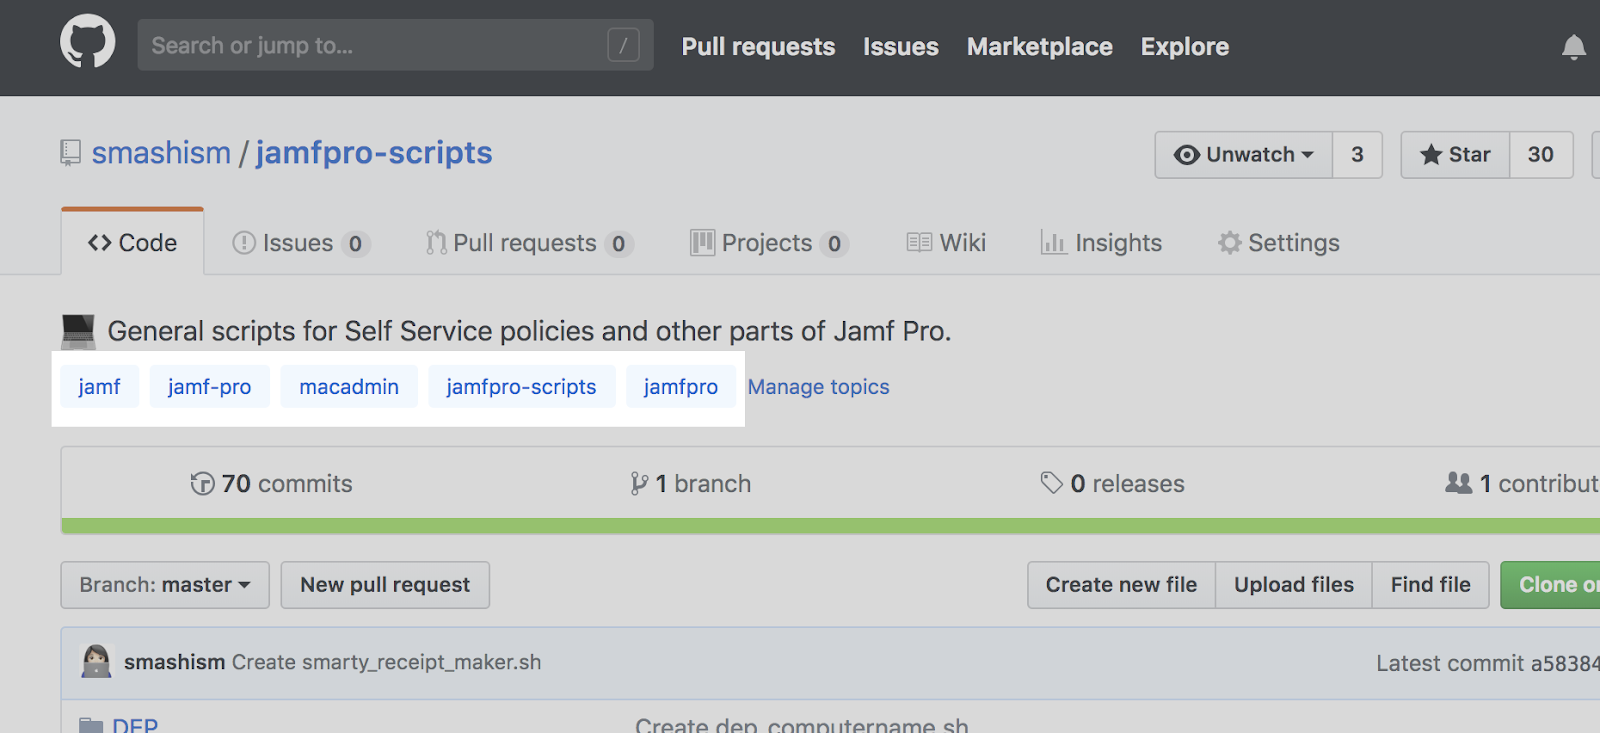 Search or jump to... / Pull requests Issues Marketplace Explore
smashism / jamfpro-scripts Unwatch 3 Star 30
Code Issues 0 Pull requests 0 Projects 0 Wiki Insights Settings
General scripts for Self Service policies and other parts of Jamf Pro.
jamf jamf-pro macadmin jamfpro-scripts jamfpro Manage topics
70 commits 1 branch 0 releases 1 contribut
Branch: master New pull request Create new file Upload files Find file Clone or
smashism Create smarty_receipt_maker.sh Latest commit a58384
DEP Create dep_computername.sh